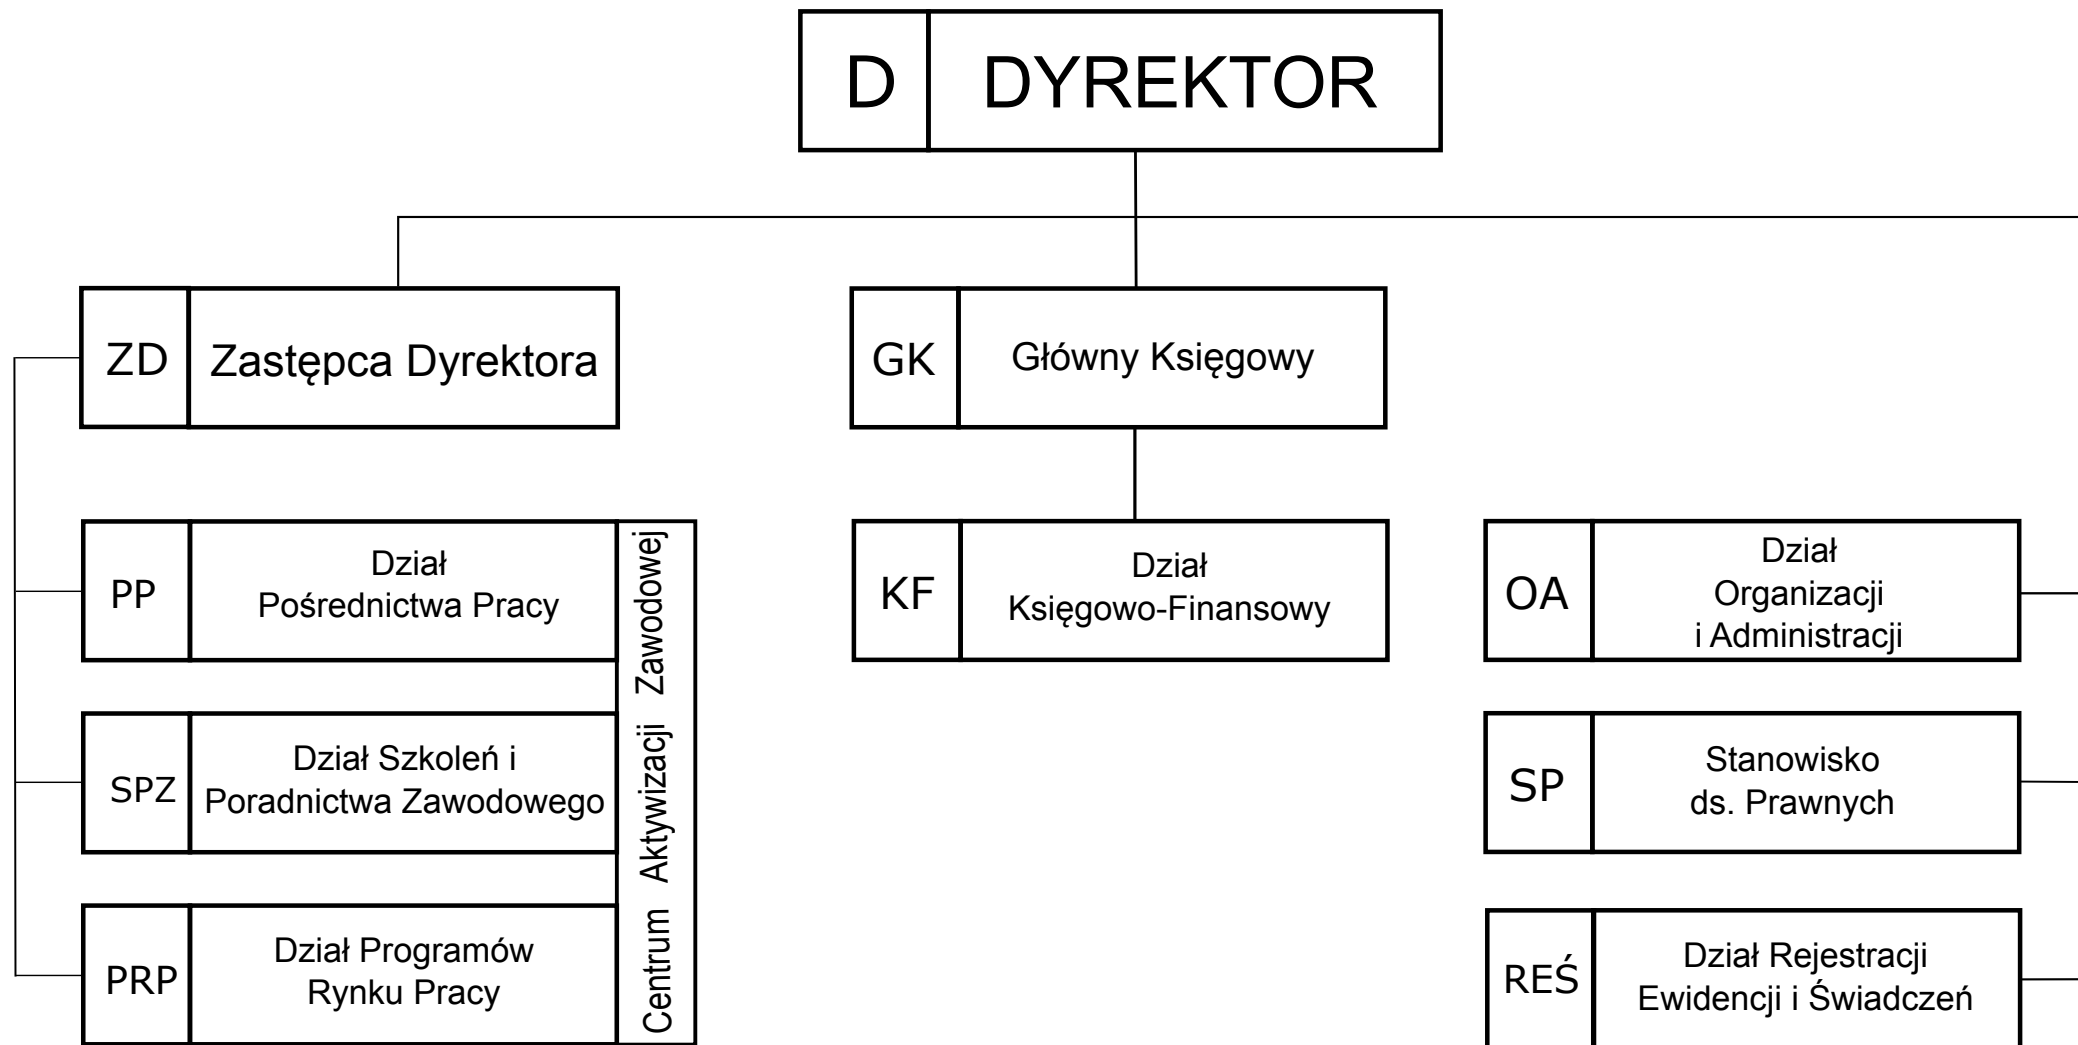 D DYREKTOR
ZD Zastępca Dyrektora
GK Główny Księgowy
PP Dział
Pośrednictwa Pracy
SPZ Dział Szkoleń i
Poradnictwa Zawodowego
PRP Dział Programów
Rynku Pracy
Centrum Aktywizacji Zawodowej
KF Dział
Księgowo-Finansowy
OA Dział
Organizacji
i Administracji
SP Stanowisko
ds. Prawnych
REŚ Dział Rejestracji
Ewidencji i Świadczeń